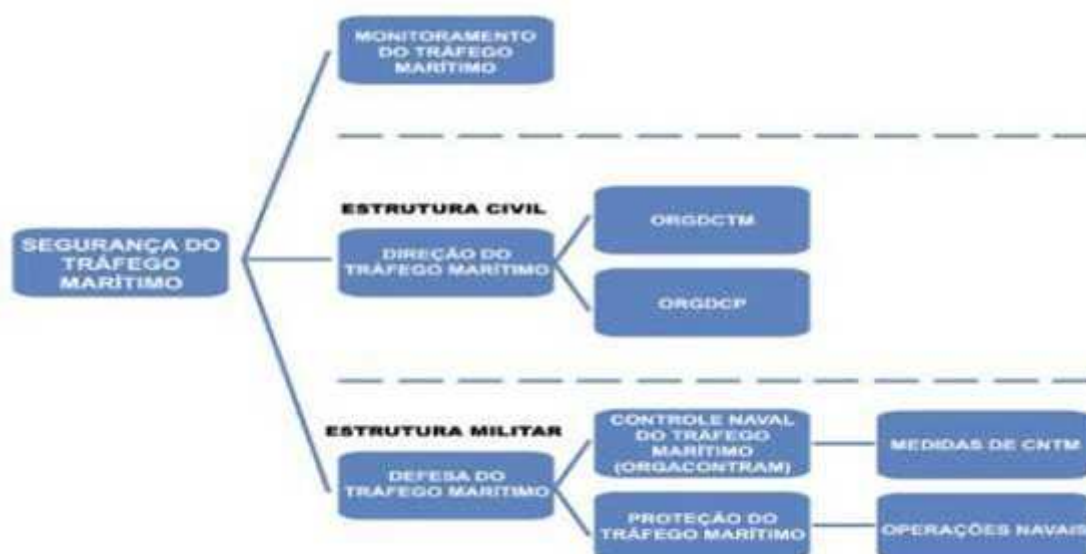 MONITORAMENTO
DO TRÁFEGO
MARÍTIMO
SEGURANÇA DO
TRÁFEGO
MARÍTIMO
ESTRUTURA CIVIL
DIREÇÃO DO
TRÁFEGO MARÍTIMO
ORGDCTM
ORGDCP
ESTRUTURA MILITAR
DEFESA DO
TRÁFEGO MARÍTIMO
CONTROLE NAVAL
DO TRÁFEGO
MARÍTIMO
(ORGACONTRAM)
MEDIDAS DE CNTM
PROTEÇÃO DO
TRÁFEGO MARÍTIMO
OPERAÇÕES NAVAIS